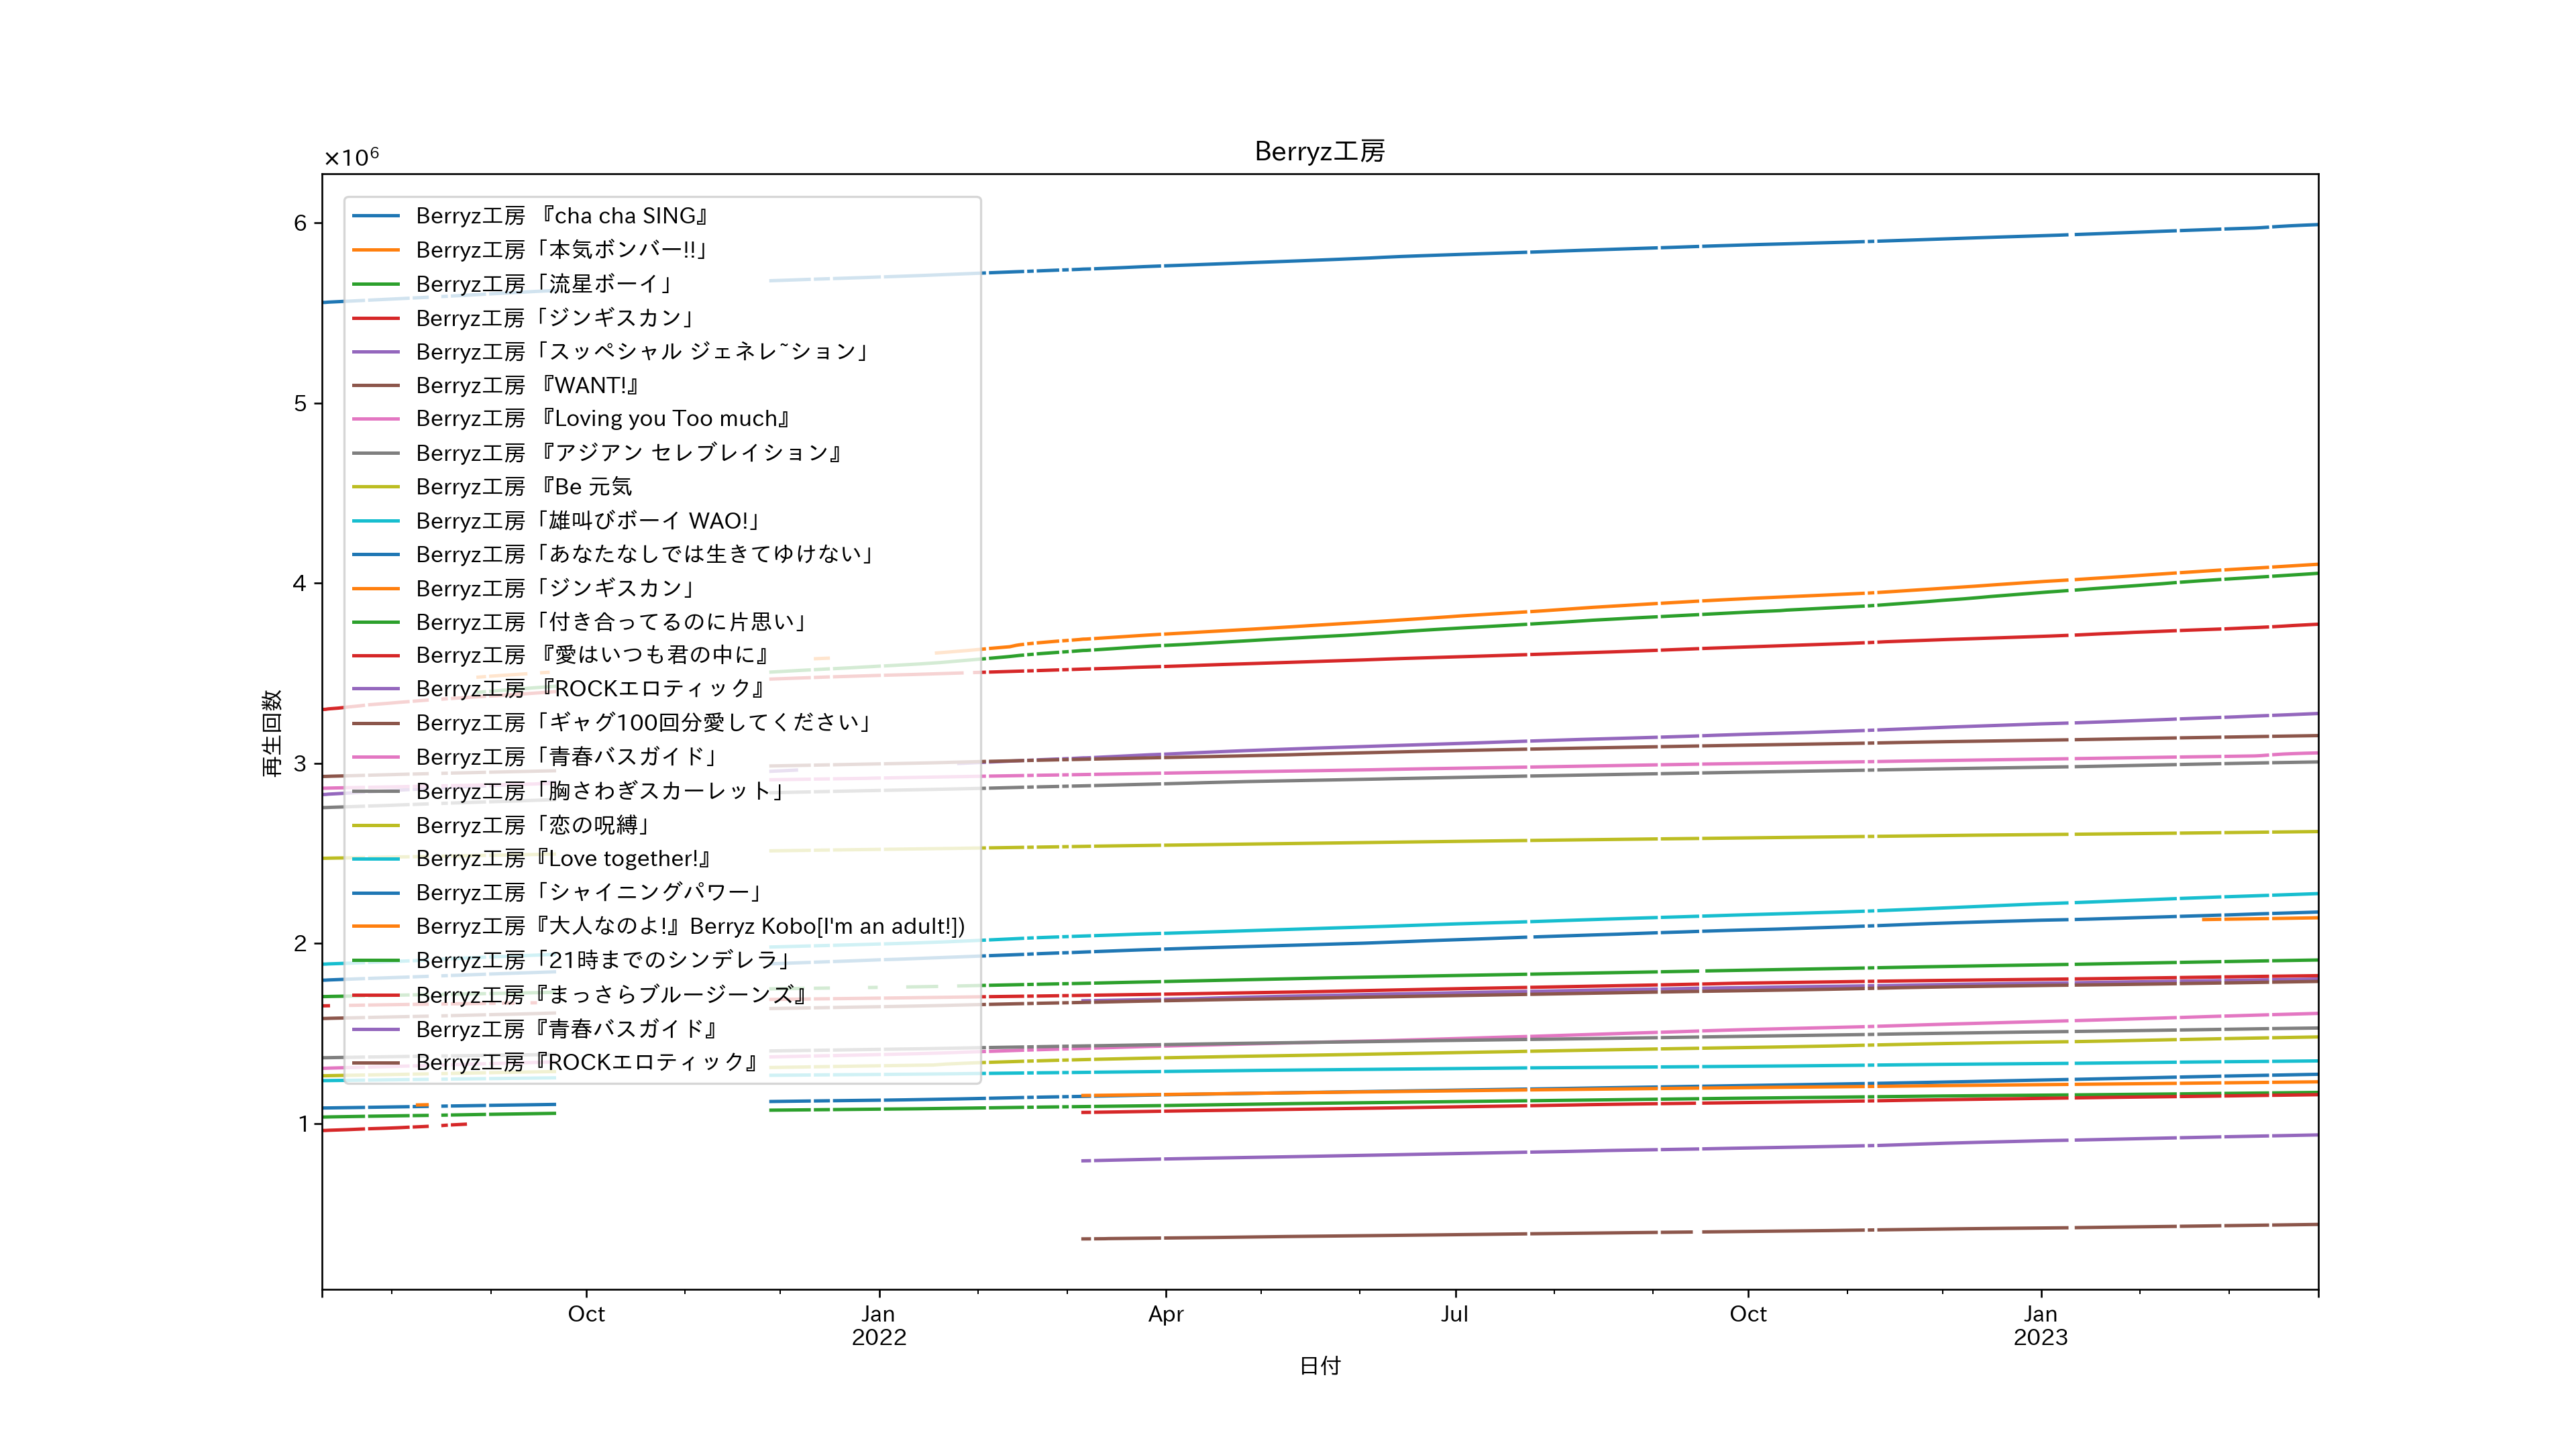 Berryz工房
×10⁶
6
5
4
3
2
1
再生回数
Berryz工房 『cha cha SING』
Berryz工房「本気ボンバー!!」
Berryz工房「流星ボーイ」
Berryz工房「ジンギスカン」
Berryz工房「スッペシャル ジェネレ~ション」
Berryz工房 『WANT!』
Berryz工房 『Loving you Too much』
Berryz工房 『アジアン セレブレイション』
Berryz工房 『Be 元気
Berryz工房「雄叫びボーイ WAO!」
Berryz工房「あなたなしでは生きてゆけない」
Berryz工房「ジンギスカン」
Berryz工房「付き合ってるのに片思い」
Berryz工房 『愛はいつも君の中に』
Berryz工房 『ROCKエロティック』
Berryz工房「ギャグ100回分愛してください」
Berryz工房「青春バスガイド」
Berryz工房「胸さわぎスカーレット」
Berryz工房「恋の呪縛」
Berryz工房『Love together!』
Berryz工房「シャイニングパワー」
Berryz工房『大人なのよ!』Berryz Kobo[I'm an adult!])
Berryz工房「21時までのシンデレラ」
Berryz工房『まっさらブルージーンズ』
Berryz工房『青春バスガイド』
Berryz工房『ROCKエロティック』
Oct
Jan
2022
Apr
Jul
Oct
Jan
2023
日付